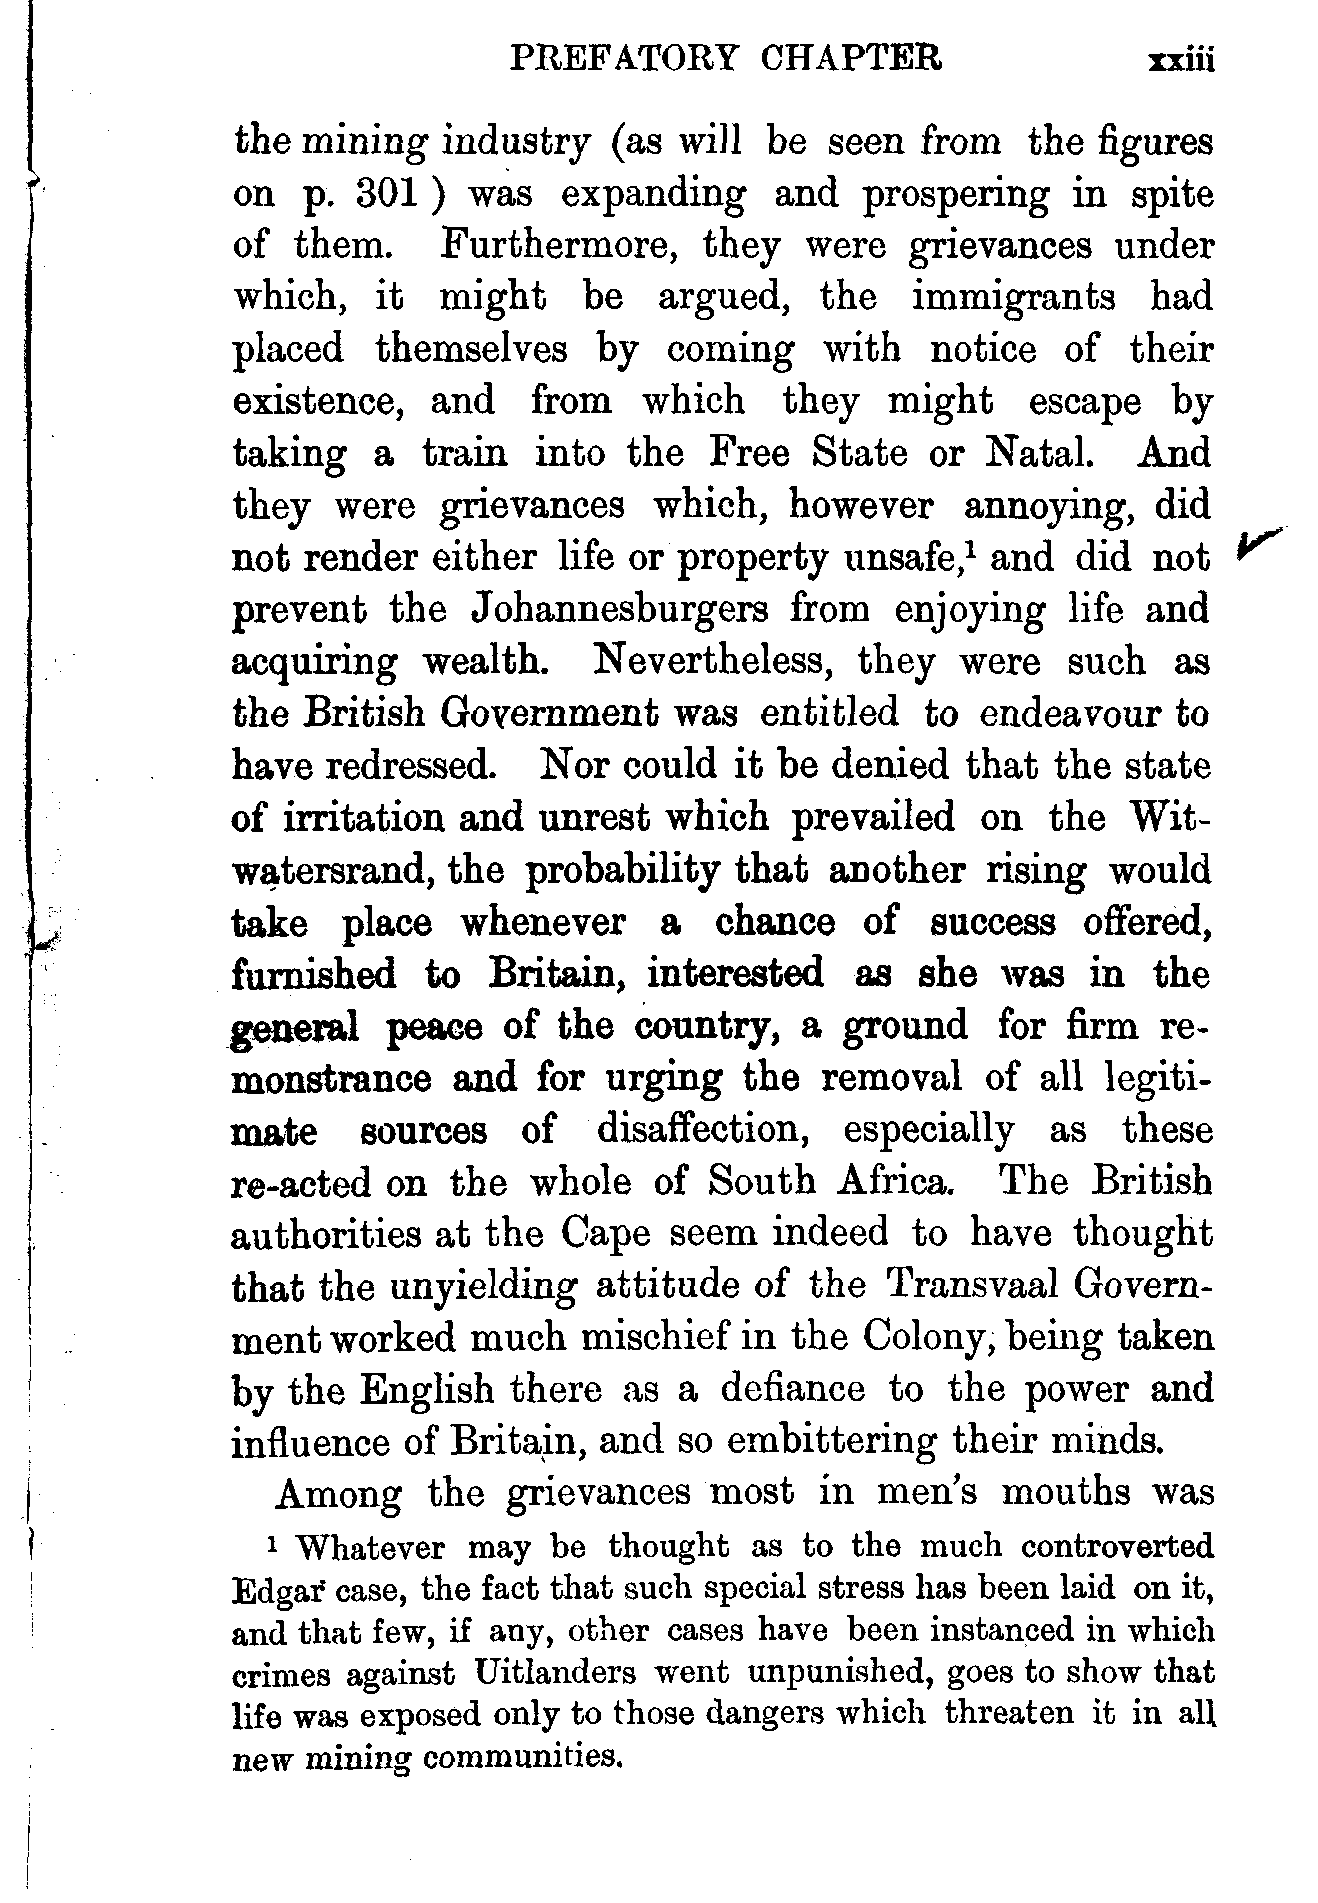 PREFATORY CHAPTER xxiii
the mining industry (as will be seen from the figures
on p. 301 ) was expanding and prospering in spite
of them. Furthermore, they were grievances under
which, it might be argued, the immigrants had
placed themselves by coming with notice of their
existence, and from which they might escape by
taking a train into the Free State or Natal. And
they were grievances which, however annoying, did
not render either life or property unsafe,¹ and did not
prevent the Johannesburgers from enjoying life and
acquiring wealth. Nevertheless, they were such as
the British Government was entitled to endeavour to
have redressed. Nor could it be denied that the state
of irritation and unrest which prevailed on the Wit-
watersrand, the probability that another rising would
take place whenever a chance of success offered,
furnished to Britain, interested as she was in the
general peace of the country, a ground for firm re-
monstrance and for urging the removal of all legiti-
mate sources of disaffection, especially as these
re-acted on the whole of South Africa. The British
authorities at the Cape seem indeed to have thought
that the unyielding attitude of the Transvaal Govern-
ment worked much mischief in the Colony, being taken
by the English there as a defiance to the power and
influence of Britain, and so embittering their minds.
Among the grievances most in men's mouths was
¹ Whatever may be thought as to the much controverted
Edgar case, the fact that such special stress has been laid on it,
and that few, if any, other cases have been instanced in which
crimes against Uitlanders went unpunished, goes to show that
life was exposed only to those dangers which threaten it in all
new mining communities.